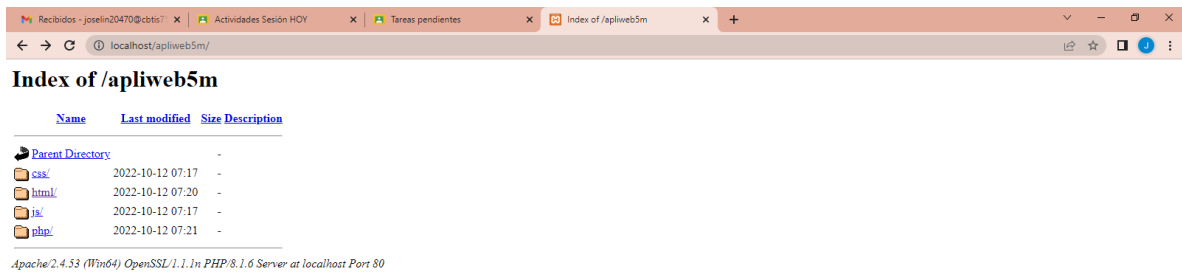 Recibidos - joselin20470@cbtis7
Actividades Sesión HOY
Tareas pendientes
Index of /apliweb5m
localhost/apliweb5m/
J
Index of /apliweb5m
Name Last modified Size Description
Parent Directory -
css/ 2022-10-12 07:17 -
html/ 2022-10-12 07:20 -
js/ 2022-10-12 07:17 -
php/ 2022-10-12 07:21 -
Apache/2.4.53 (Win64) OpenSSL/1.1.1n PHP/8.1.6 Server at localhost Port 80